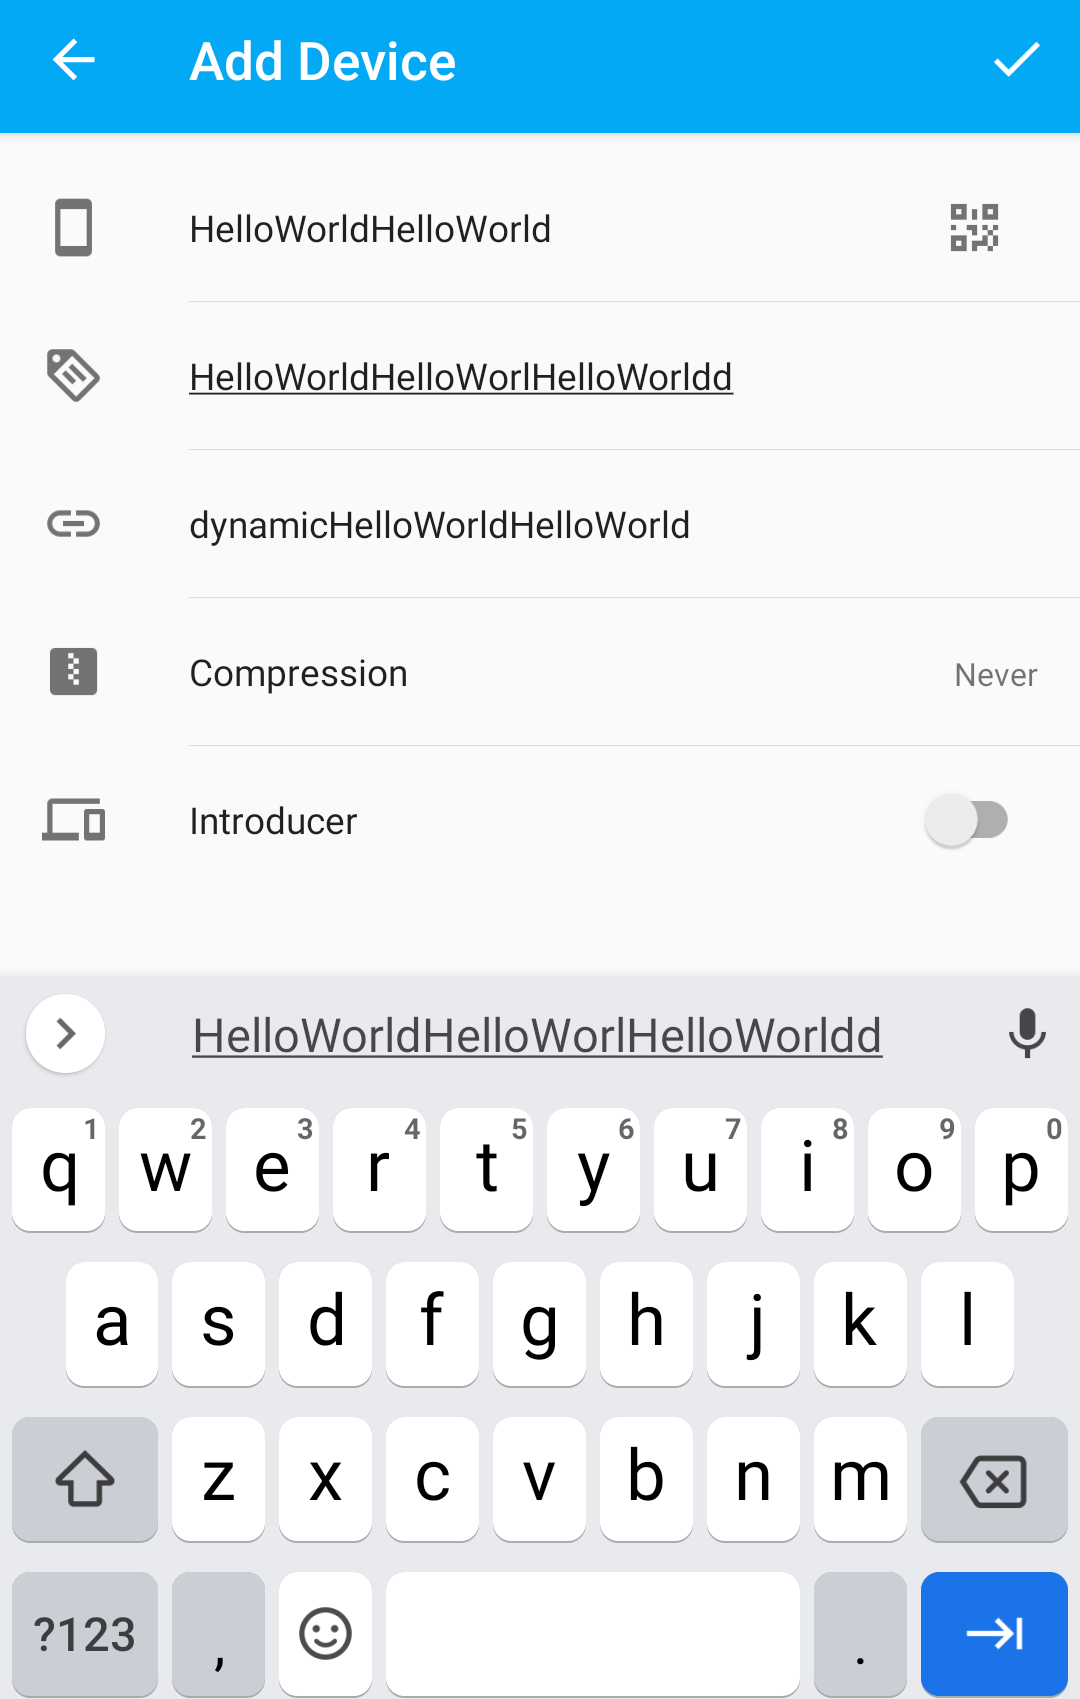 Add Device
HelloWorldHelloWorld
HelloWorldHelloWorlHelloWorldd
dynamicHelloWorldHelloWorld
Compression Never
Introducer
HelloWorldHelloWorlHelloWorldd
q 1 w 2 e 3 r 4 t 5 y 6 u 7 i 8 o 9 p 0
a s d f g h j k l
z x c v b n m
?123 , .